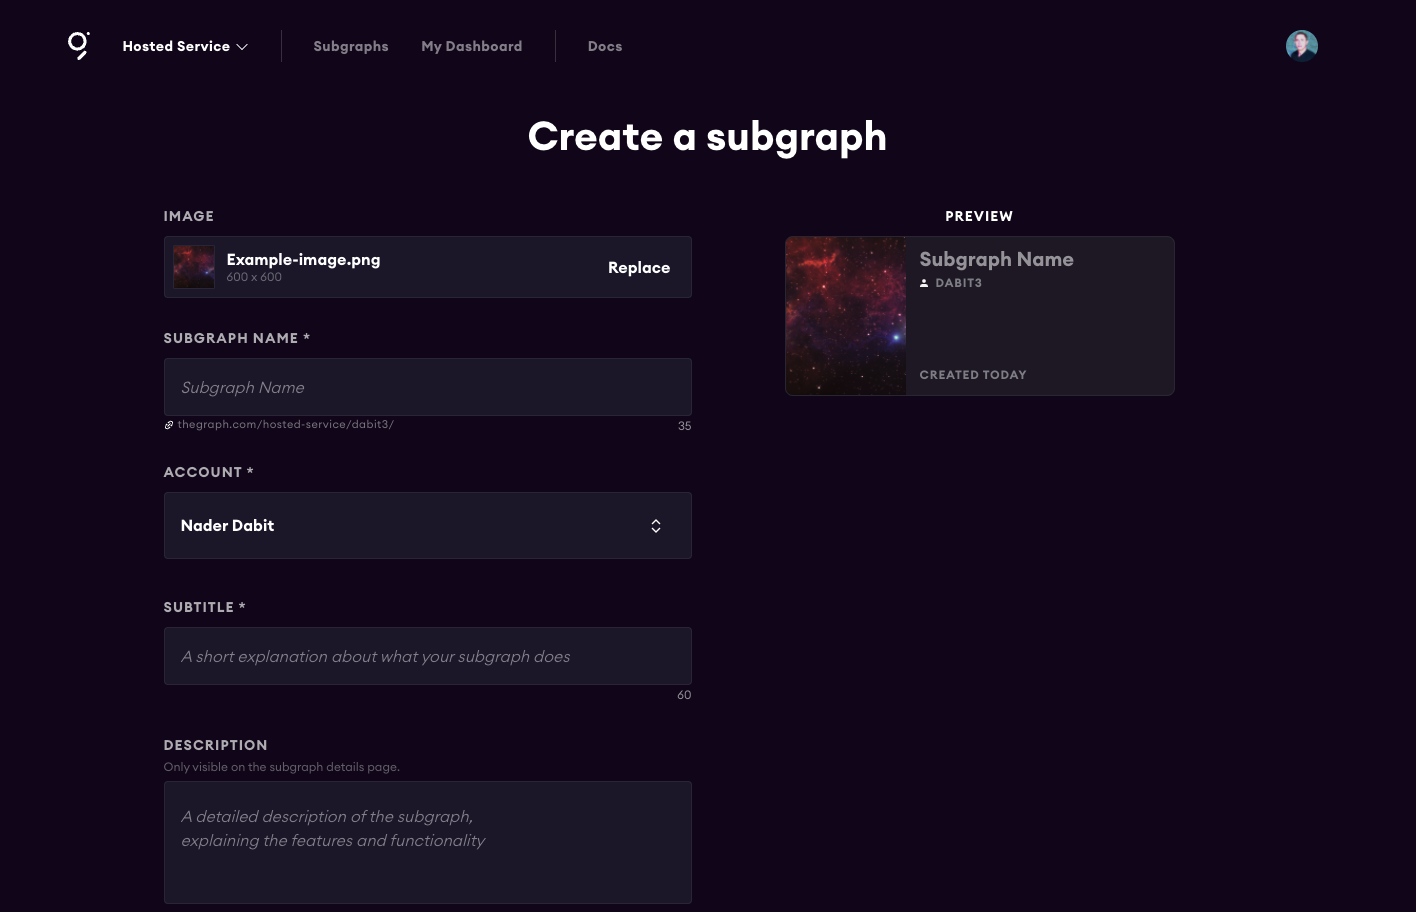 Hosted Service
Subgraphs
My Dashboard
Docs
Create a subgraph
IMAGE
Example-image.png
600 x 600
Replace
SUBGRAPH NAME *
Subgraph Name
thegraph.com/hosted-service/dabit3/
35
ACCOUNT *
Nader Dabit
SUBTITLE *
A short explanation about what your subgraph does
60
DESCRIPTION
Only visible on the subgraph details page.
A detailed description of the subgraph,
explaining the features and functionality
PREVIEW
Subgraph Name
DABIT3
CREATED TODAY